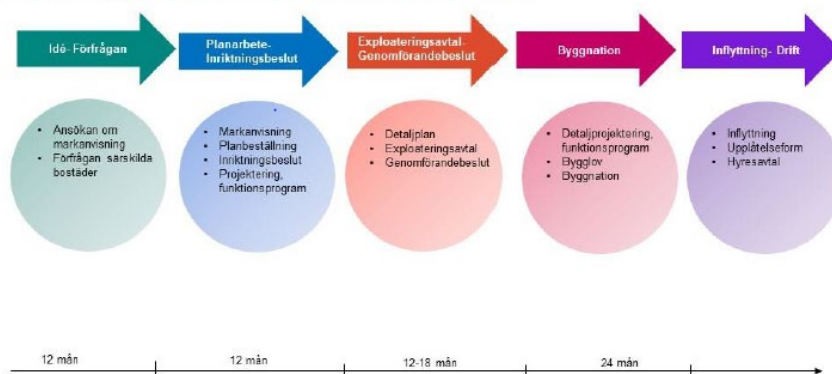 Idé- Förfrågan
Planarbete-
Inriktningsbeslut
Exploateringsavtal-
Genomförandebeslut
Byggnation
Inflyttning- Drift
• Ansökan om
markanvisning
• Förfrågan särskilda
bostäder
• Markanvisning
• Planbeställning
• Inriktningsbeslut
• Projektering,
funktionsprogram
• Detaljplan
• Exploateringsavtal
• Genomförandebeslut
• Detaljprojektering,
funktionsprogram
• Bygglov
• Byggnation
• Inflyttning
• Upplåtelseform
• Hyresavtal
12 mån
12 mån
12-18 mån
24 mån